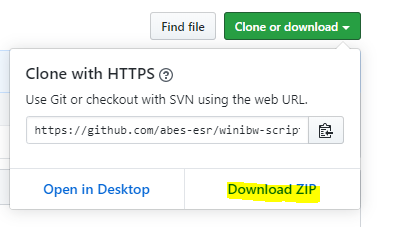 Find file
Clone or download
Clone with HTTPS
Use Git or checkout with SVN using the web URL.
https://github.com/abes-esr/winibw-script
Open in Desktop
Download ZIP